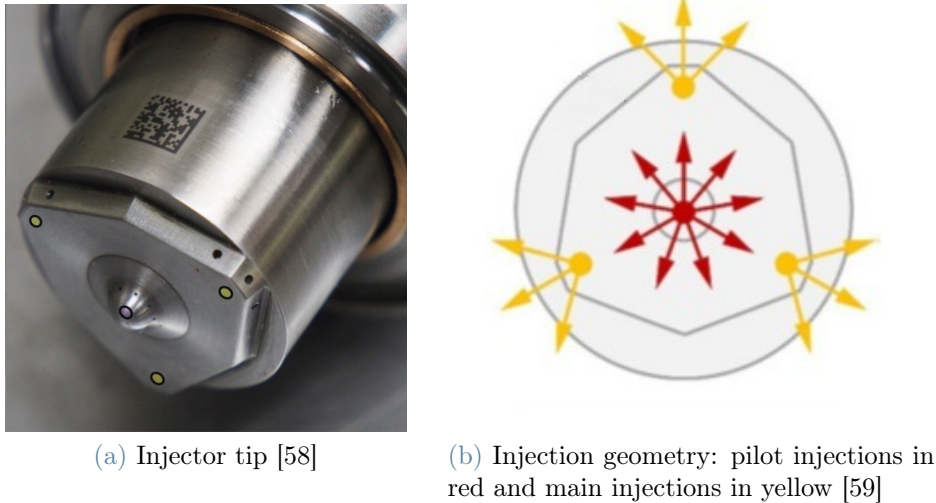 (a) Injector tip [58]
(b) Injection geometry: pilot injections in
red and main injections in yellow [59]